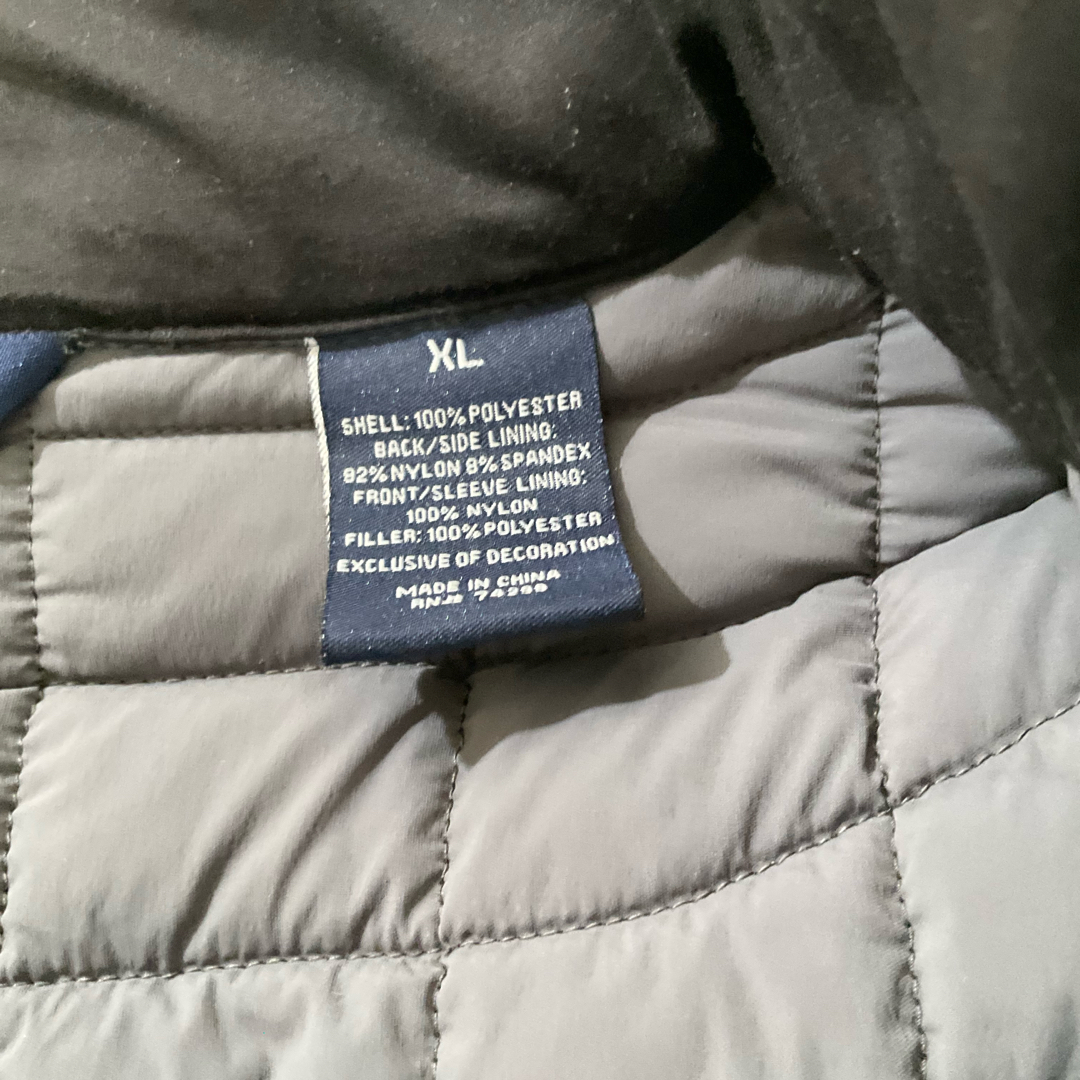 XL
SHELL: 100% POLYESTER
BACK/SIDE LINING:
92% NYLON 8% SPANDEX
FRONT/SLEEVE LINING:
100% NYLON
FILLER: 100% POLYESTER
EXCLUSIVE OF DECORATION
MADE IN CHINA
RN#